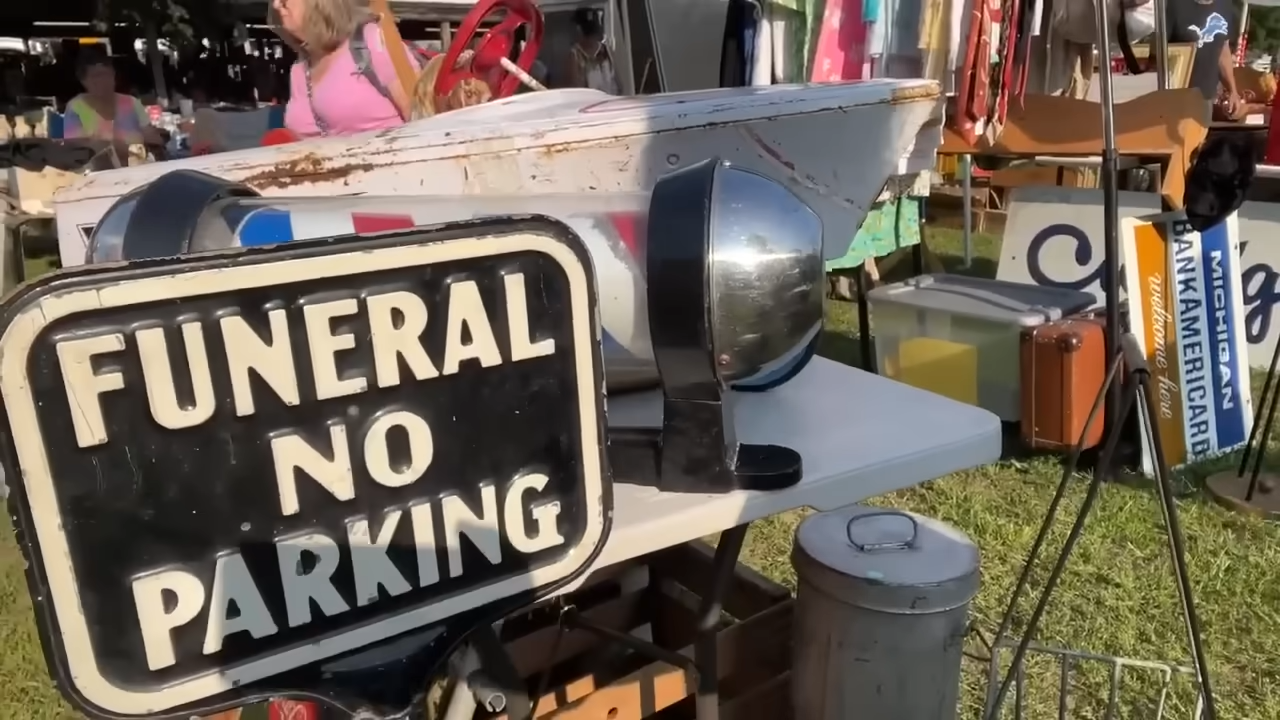 FUNERAL
NO
PARKING
welcome here
BANKAMERICARD
MICHIGAN